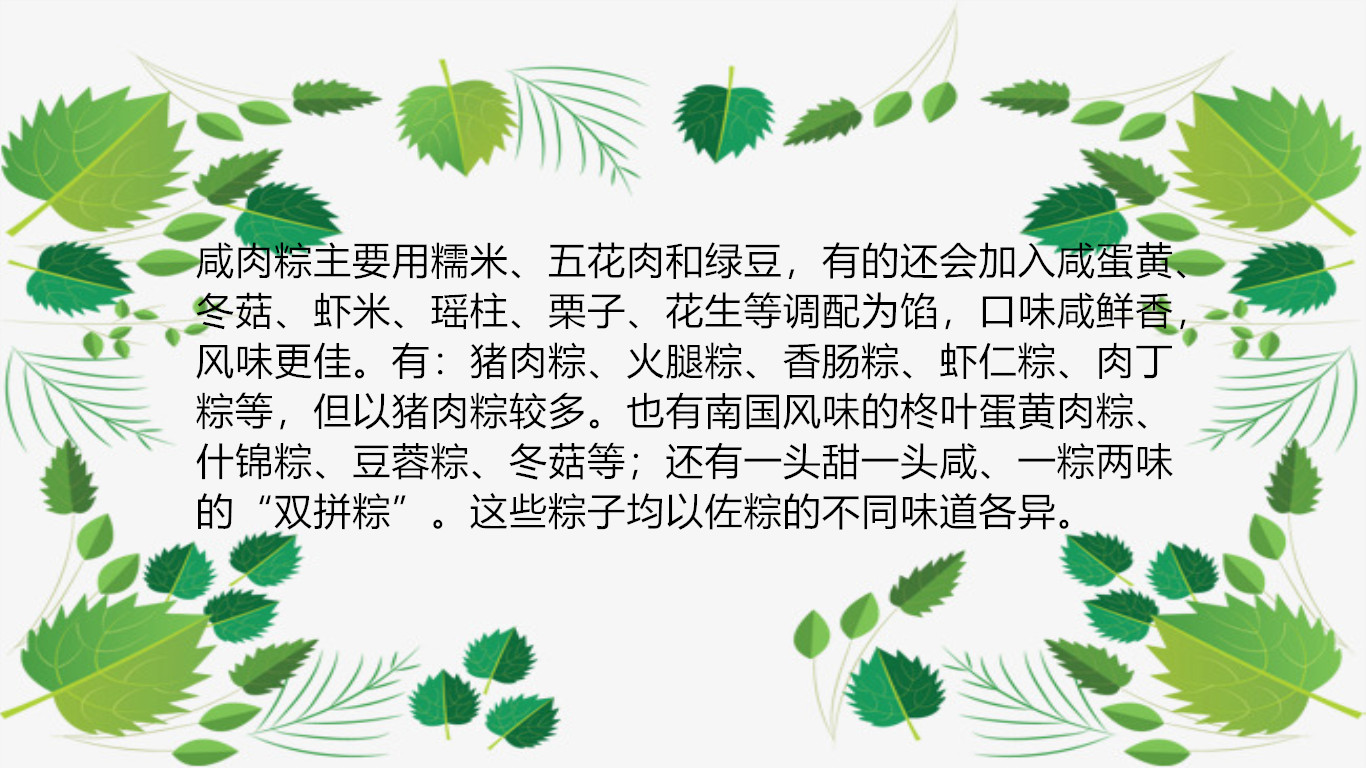 咸肉粽主要用糯米、五花肉和绿豆，有的还会加入咸蛋黄、
冬菇、虾米、瑶柱、栗子、花生等调配为馅，口味咸鲜香，
风味更佳。有：猪肉粽、火腿粽、香肠粽、虾仁粽、肉丁
粽等，但以猪肉粽较多。也有南国风味的柊叶蛋黄肉粽、
什锦粽、豆蓉粽、冬菇等；还有一头甜一头咸、一粽两味
的“双拼粽”。这些粽子均以佐粽的不同味道各异。